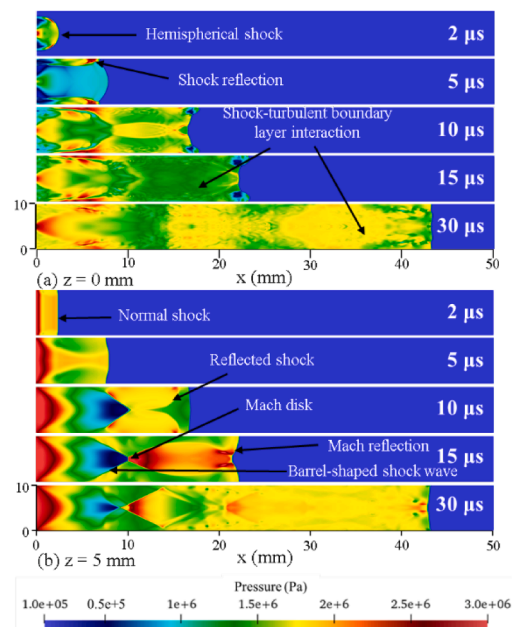 Hemispherical shock
2 μs
Shock reflection
5 μs
Shock-turbulent boundary
layer interaction
10 μs
15 μs
10
30 μs
0
0 10 20 30 40 50
(a) z = 0 mm
x (mm)
Normal shock
2 μs
5 μs
Reflected shock
10 μs
Mach disk
Mach reflection
15 μs
Barrel-shaped shock wave
10
30 μs
0
0 10 20 30 40 50
(b) z = 5 mm
x (mm)
Pressure (Pa)
1.0e+05 0.5e+6 1e+6 1.5e+6 2e+6 2.5e+6 3.0e+06